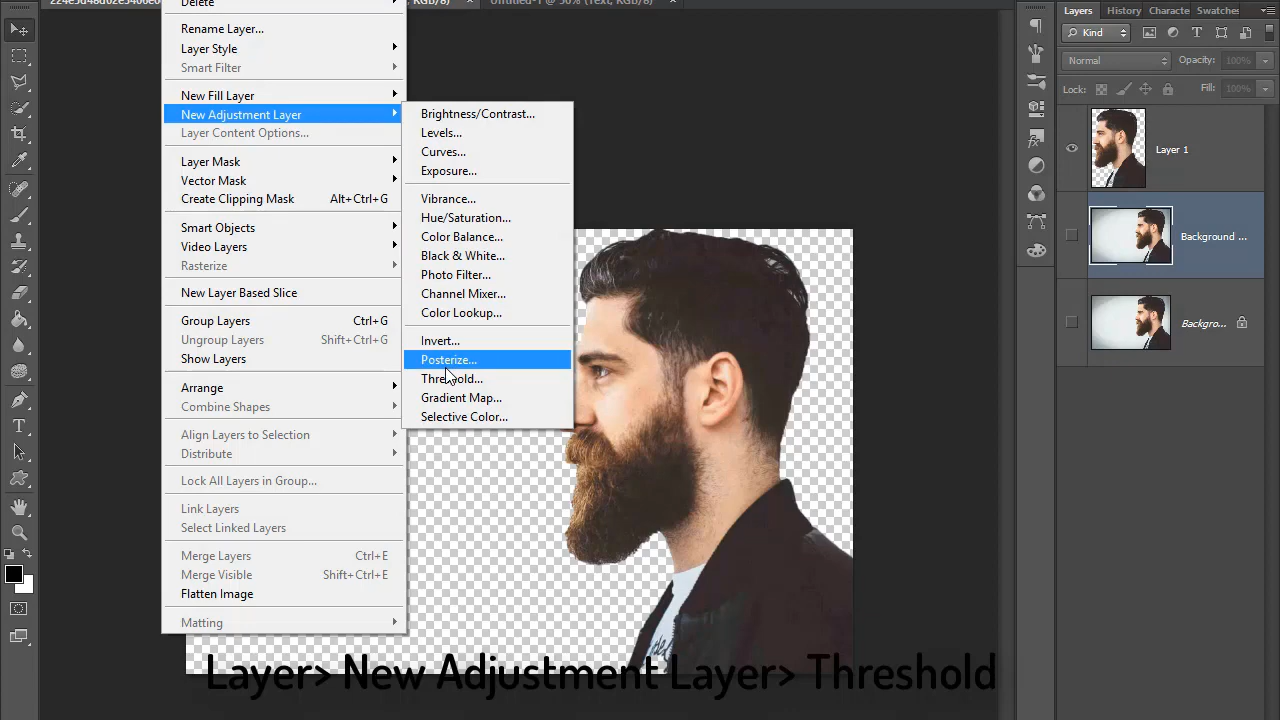 Delete
Rename Layer...
Layer Style
Smart Filter
New Fill Layer
New Adjustment Layer
Layer Content Options...
Layer Mask
Vector Mask
Create Clipping Mask Alt+Ctrl+G
Smart Objects
Video Layers
Rasterize
New Layer Based Slice
Group Layers Ctrl+G
Ungroup Layers Shift+Ctrl+G
Show Layers
Arrange
Combine Shapes
Align Layers to Selection
Distribute
Lock All Layers in Group...
Link Layers
Select Linked Layers
Merge Layers Ctrl+E
Merge Visible Shift+Ctrl+E
Flatten Image
Matting
Brightness/Contrast...
Levels...
Curves...
Exposure...
Vibrance...
Hue/Saturation...
Color Balance...
Black & White...
Photo Filter...
Channel Mixer...
Color Lookup...
Invert...
Posterize...
Threshold...
Gradient Map...
Selective Color...
Layers History Characte Swatches
Kind
Normal Opacity: 100%
Lock: Fill: 100%
Layer 1
Background ...
Backgro...
Layer> New Adjustment Layer> Threshold